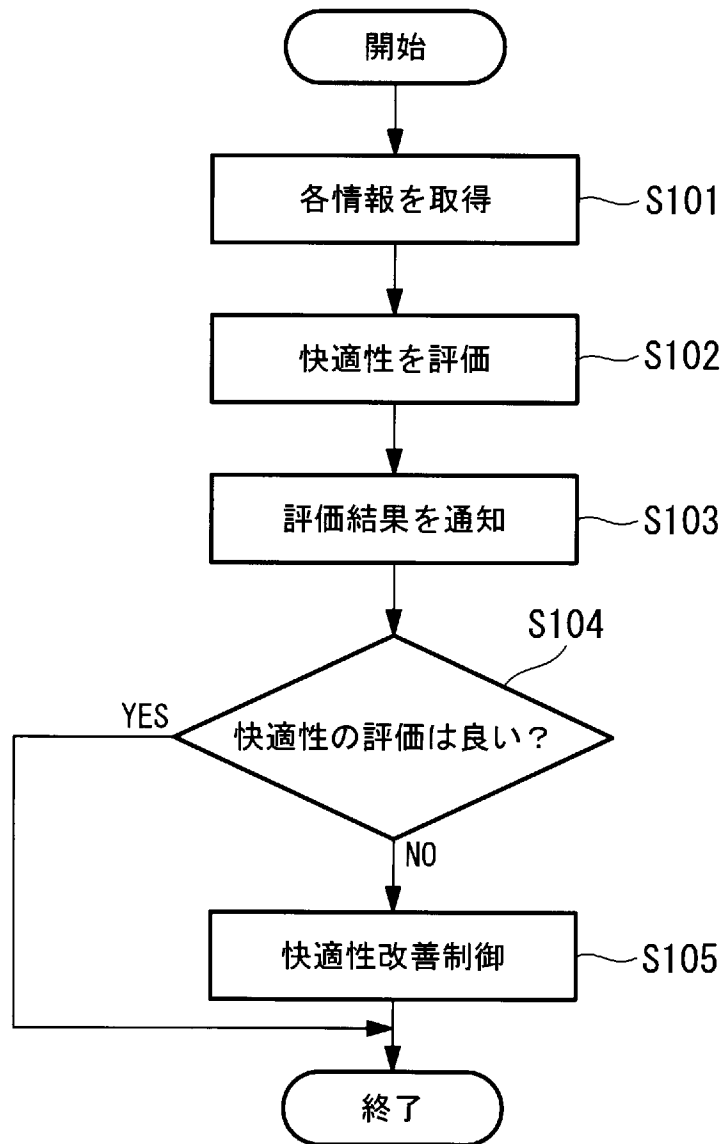 開始
各情報を取得
S101
快適性を評価
S102
評価結果を通知
S103
S104
YES
快適性の評価は良い?
NO
快適性改善制御
S105
終了